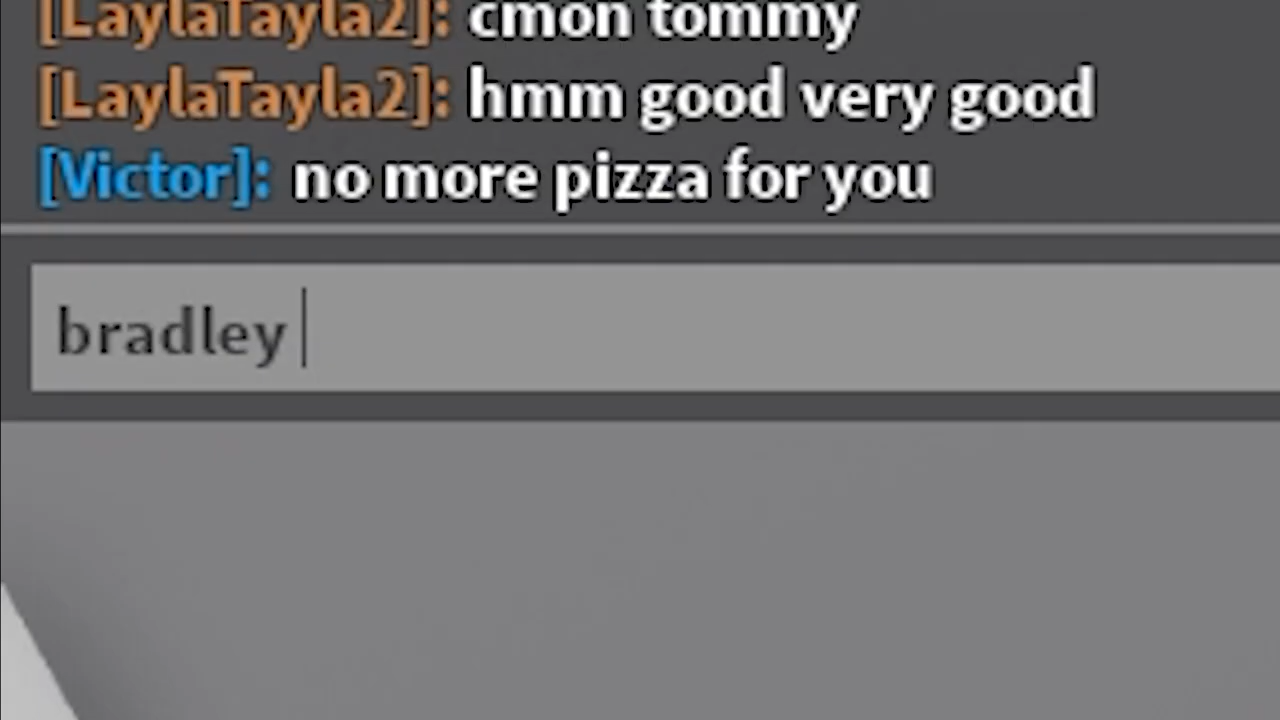 [LaylaTayla2]: cmon tommy
[LaylaTayla2]: hmm good very good
[Victor]: no more pizza for you
bradley